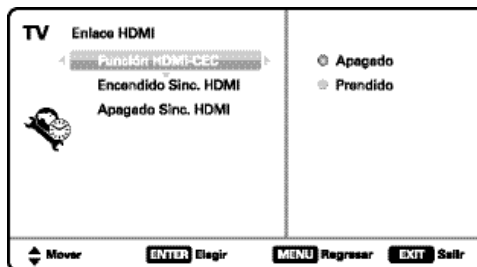 TV Enlace HDMI
Función HDMI-CEC
Encendido Sinc. HDMI
Apagado Sinc. HDMI
Apagado
Prendido
Mover ENTER Elegir MENU Regresar EXIT Salir